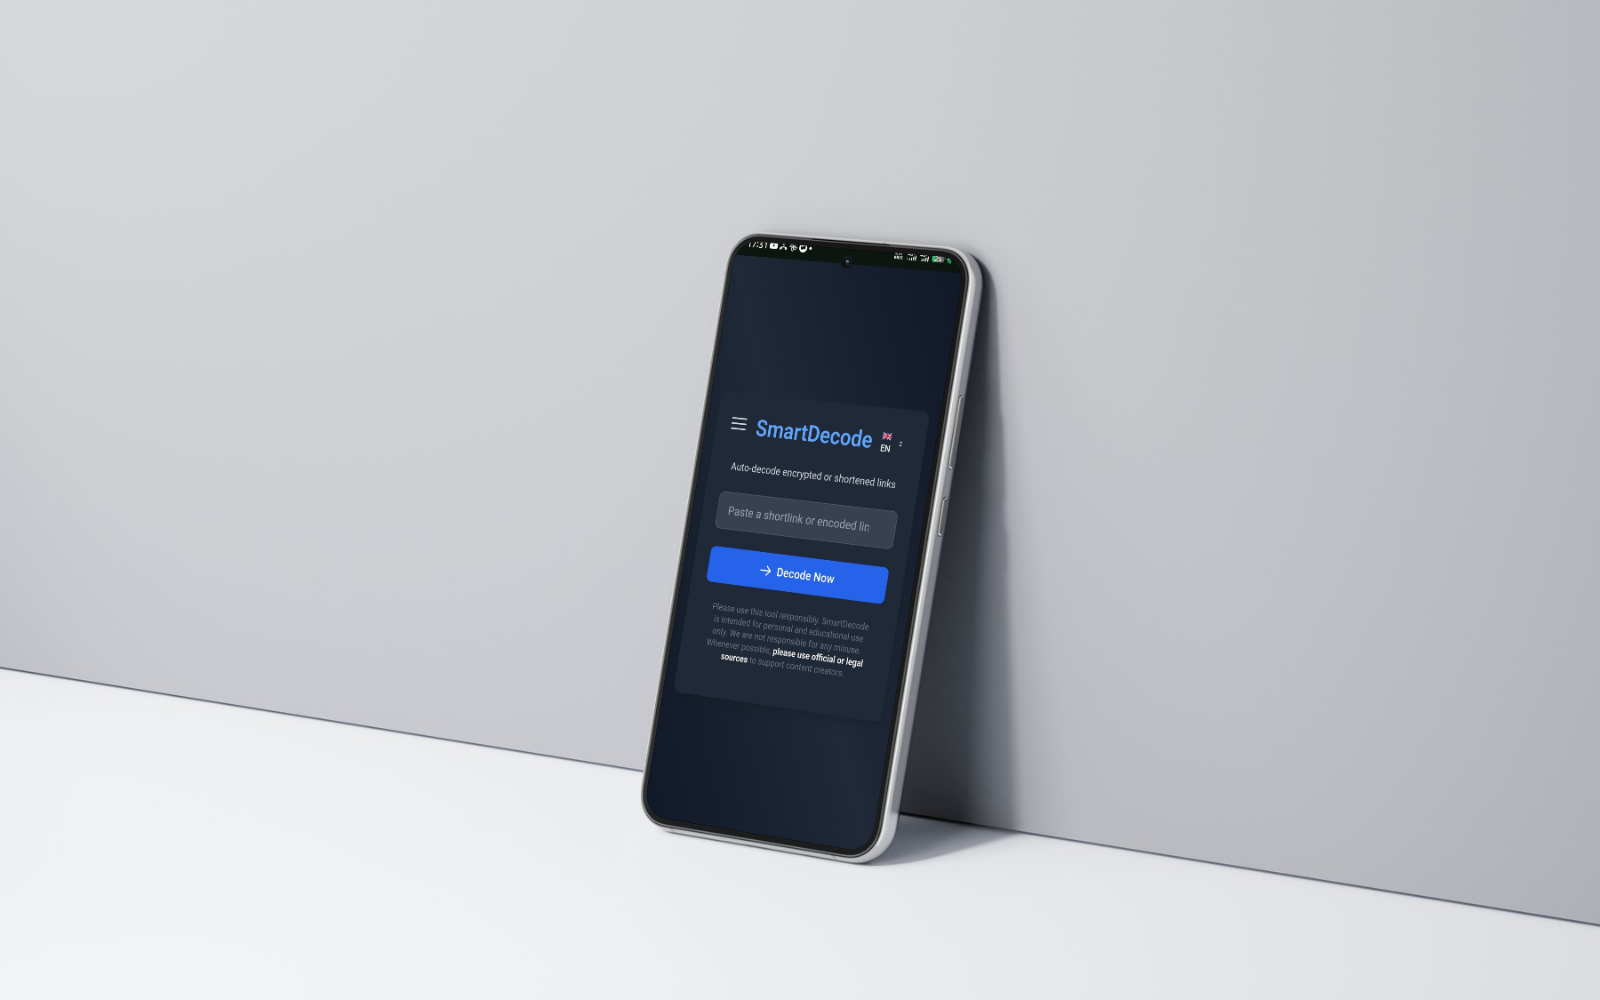 17:51
SmartDecode
EN
Auto-decode encrypted or shortened links
Paste a shortlink or encoded lin
Decode Now
Please use this tool responsibly. SmartDecode
is intended for personal and educational use
only. We are not responsible for any misuse.
Whenever possible, please use official or legal
sources to support content creators.